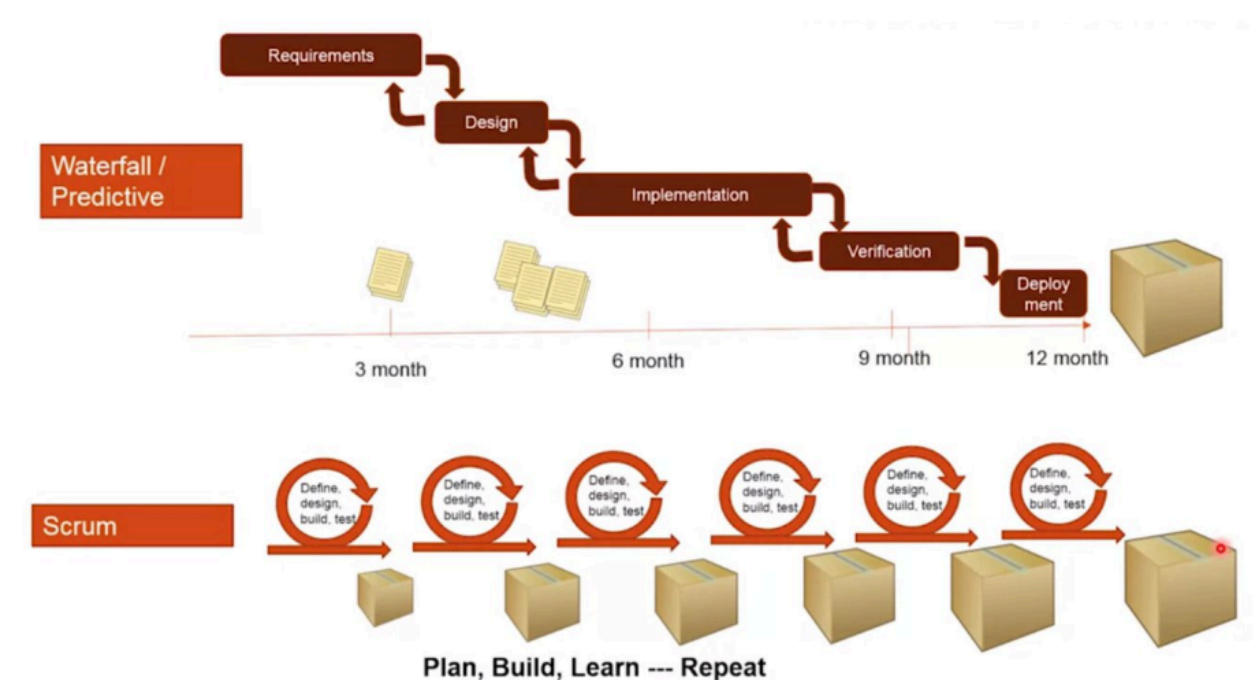 Requirements
Design
Waterfall /
Predictive
Implementation
Verification
Deploy
ment
3 month
6 month
9 month
12 month
Define,
design,
build, test
Define,
design,
build, test
Define,
design,
build, test
Define,
design,
build, test
Define,
design,
build, test
Define,
design,
build, test
Scrum
Plan, Build, Learn --- Repeat